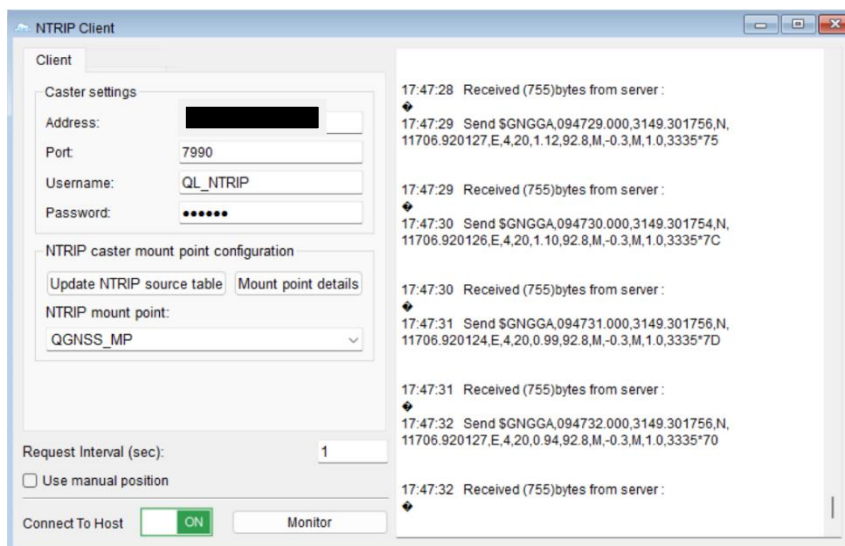 NTRIP Client
Client
Caster settings
Address:
Port: 7990
Username: QL_NTRIP
Password: ●●●●●●
NTRIP caster mount point configuration
Update NTRIP source table Mount point details
NTRIP mount point:
QGNSS_MP
Request Interval (sec): 1
Use manual position
Connect To Host ON Monitor
17:47:28 Received (755)bytes from server :
�
17:47:29 Send $GNGGA,094729.000,3149.301756,N,
11706.920127,E,4,20,1.12,92.8,M,-0.3,M,1.0,3335*75
17:47:29 Received (755)bytes from server :
�
17:47:30 Send $GNGGA,094730.000,3149.301754,N,
11706.920126,E,4,20,1.10,92.8,M,-0.3,M,1.0,3335*7C
17:47:30 Received (755)bytes from server :
�
17:47:31 Send $GNGGA,094731.000,3149.301756,N,
11706.920124,E,4,20,0.99,92.8,M,-0.3,M,1.0,3335*7D
17:47:31 Received (755)bytes from server :
�
17:47:32 Send $GNGGA,094732.000,3149.301756,N,
11706.920127,E,4,20,0.94,92.8,M,-0.3,M,1.0,3335*70
17:47:32 Received (755)bytes from server :
�